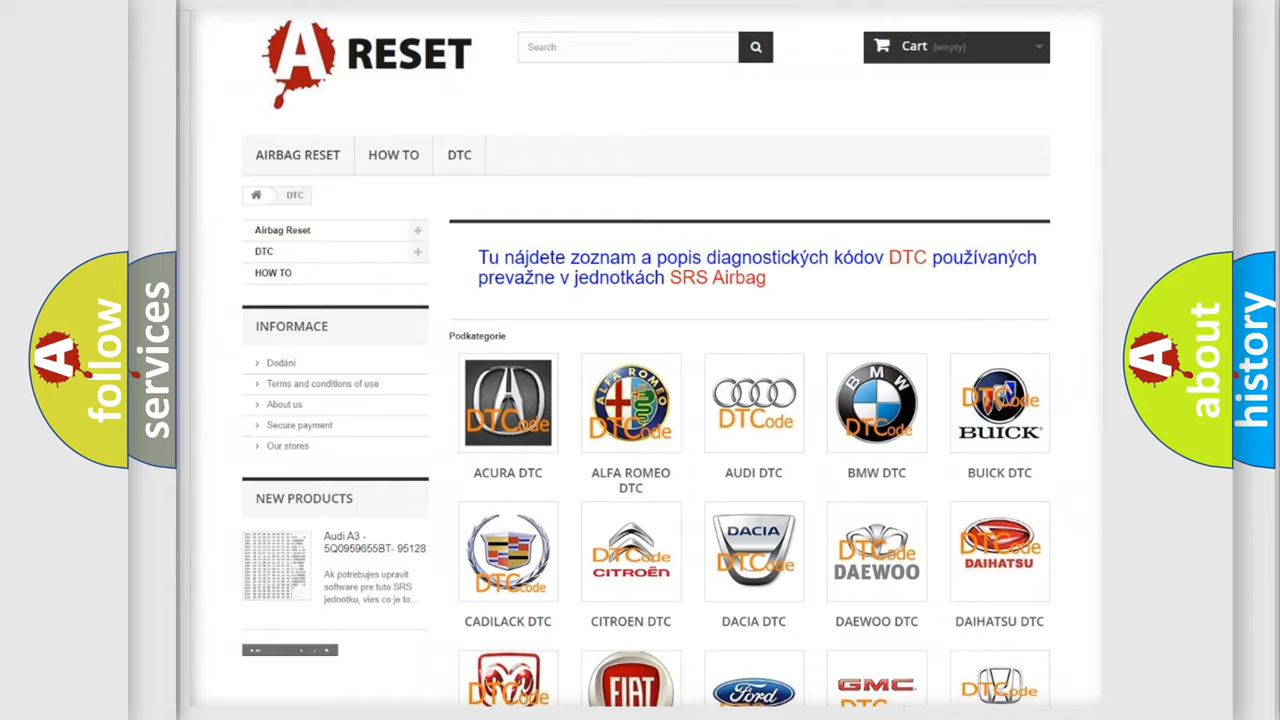 A RESET
Search
Cart (empty)
AIRBAG RESET
HOW TO
DTC
DTC
Airbag Reset
DTC
HOW TO
INFORMACE
Dodání
Terms and conditions of use
About us
Secure payment
Our stores
NEW PRODUCTS
Audi A3 -
5Q0959655BT- 95128
Ak potrebujes upravit
software pre tuto SRS
jednotku, vies co je to...
Tu nájdete zoznam a popis diagnostických kódov DTC používaných
prevažne v jednotkách SRS Airbag
Podkategorie
DTCode
ALFA ROMEO
DTCode
DTCode
BMW
DTCode
DTCode
BUICK
ACURA DTC
ALFA ROMEO
DTC
AUDI DTC
BMW DTC
BUICK DTC
DTCode
DTCode
CITROËN
DACIA
DTCode
DTCode
DAEWOO
DTCode
DAIHATSU
CADILACK DTC
CITROEN DTC
DACIA DTC
DAEWOO DTC
DAIHATSU DTC
DTCode
FIAT
Ford
GMC
DTCode
A follow
services
A about
history